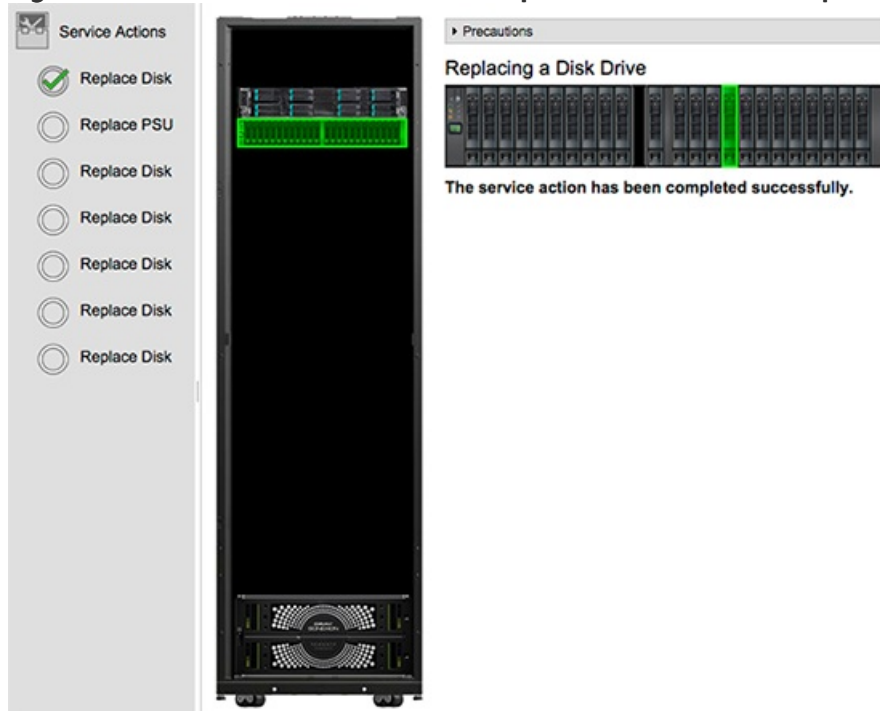 Service Actions
Replace Disk
Replace PSU
Replace Disk
Replace Disk
Replace Disk
Replace Disk
Replace Disk
Precautions
Replacing a Disk Drive
The service action has been completed successfully.